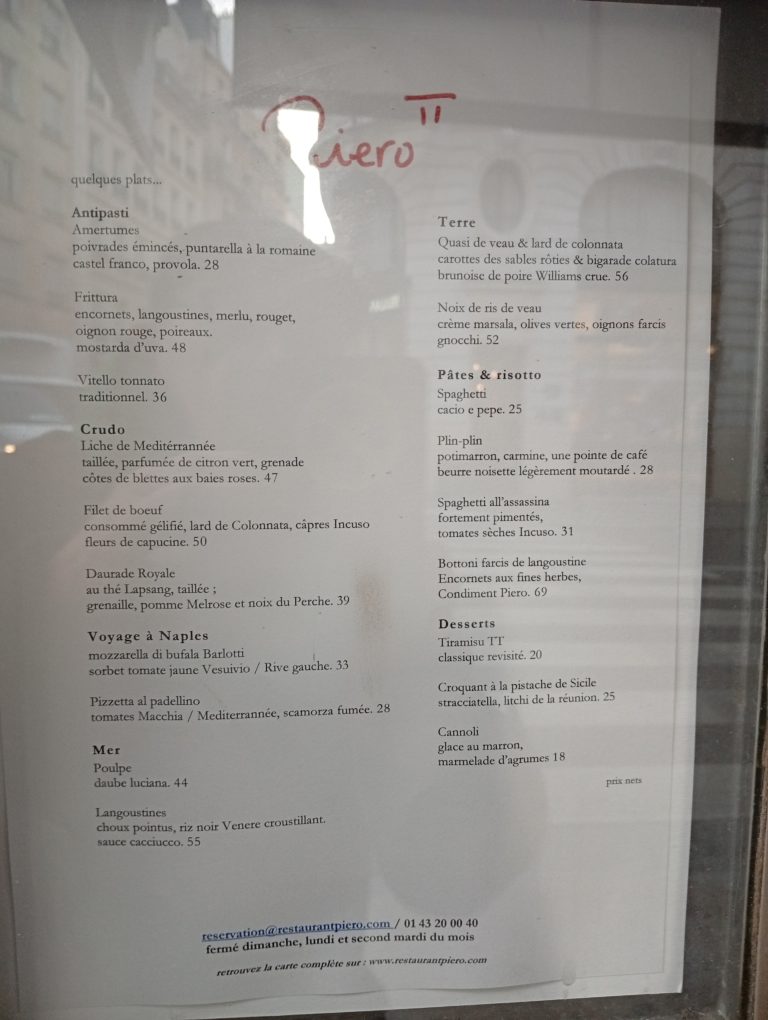 Piero TT
quelques plats...
Antipasti
Amertumes
poivrades émincés, puntarella à la romaine
castel franco, provola. 28
Frittura
encornets, langoustines, merlu, rouget,
oignon rouge, poireaux.
mostarda d'uva. 48
Vitello tonnato
traditionnel. 36
Crudo
Liche de Meditérrannée
taillée, parfumée de citron vert, grenade
côtes de blettes aux baies roses. 47
Filet de boeuf
consommé gélifié, lard de Colonnata, câpres Incuso
fleurs de capucine. 50
Daurade Royale
au thé Lapsang, taillée ;
grenaille, pomme Melrose et noix du Perche. 39
Voyage à Naples
mozzarella di bufala Barlotti
sorbet tomate jaune Vesuivio / Rive gauche. 33
Pizzetta al padellino
tomates Macchia / Mediterrannée, scamorza fumée. 28
Mer
Poulpe
daube luciana. 44
Langoustines
choux pointus, riz noir Venere croustillant.
sauce cacciucco. 55
Terre
Quasi de veau & lard de colonnata
carottes des sables rôties & bigarade colatura
brunoise de poire Williams crue. 56
Noix de ris de veau
crème marsala, olives vertes, oignons farcis
gnocchi. 52
Pâtes & risotto
Spaghetti
cacio e pepe. 25
Plin-plin
potimarron, carmine, une pointe de café
beurre noisette légèrement moutardé . 28
Spaghetti all'assassina
fortement pimentés,
tomates sèches Incuso. 31
Bottoni farcis de langoustine
Encornets aux fines herbes,
Condiment Piero. 69
Desserts
Tiramisu TT
classique revisité. 20
Croquant à la pistache de Sicile
stracciatella, litchi de la réunion. 25
Cannoli
glace au marron,
marmelade d'agrumes 18
prix nets
reservation@restaurantpiero.com / 01 43 20 00 40
fermé dimanche, lundi et second mardi du mois
retrouvez la carte complète sur : www.restaurantpiero.com